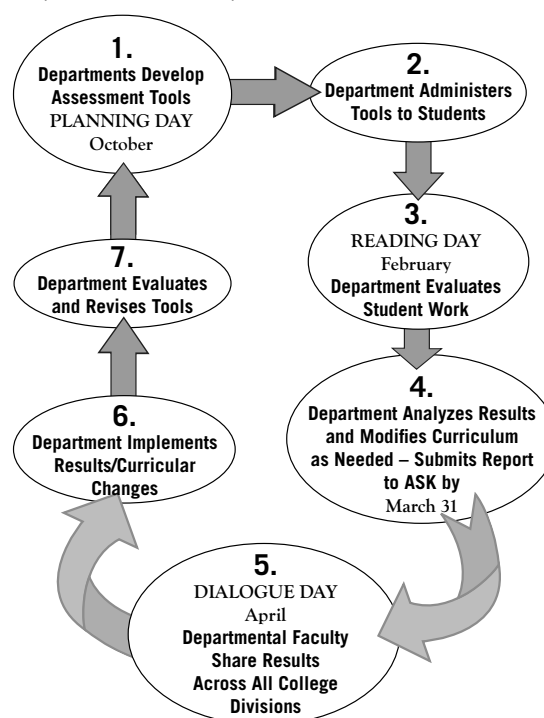 1.
Departments Develop
Assessment Tools
PLANNING DAY
October
2.
Department Administers
Tools to Students
3.
READING DAY
February
Department Evaluates
Student Work
4.
Department Analyzes Results
and Modifies Curriculum
as Needed – Submits Report
to ASK by
March 31
5.
DIALOGUE DAY
April
Departmental Faculty
Share Results
Across All College
Divisions
6.
Department Implements
Results/Curricular
Changes
7.
Department Evaluates
and Revises Tools